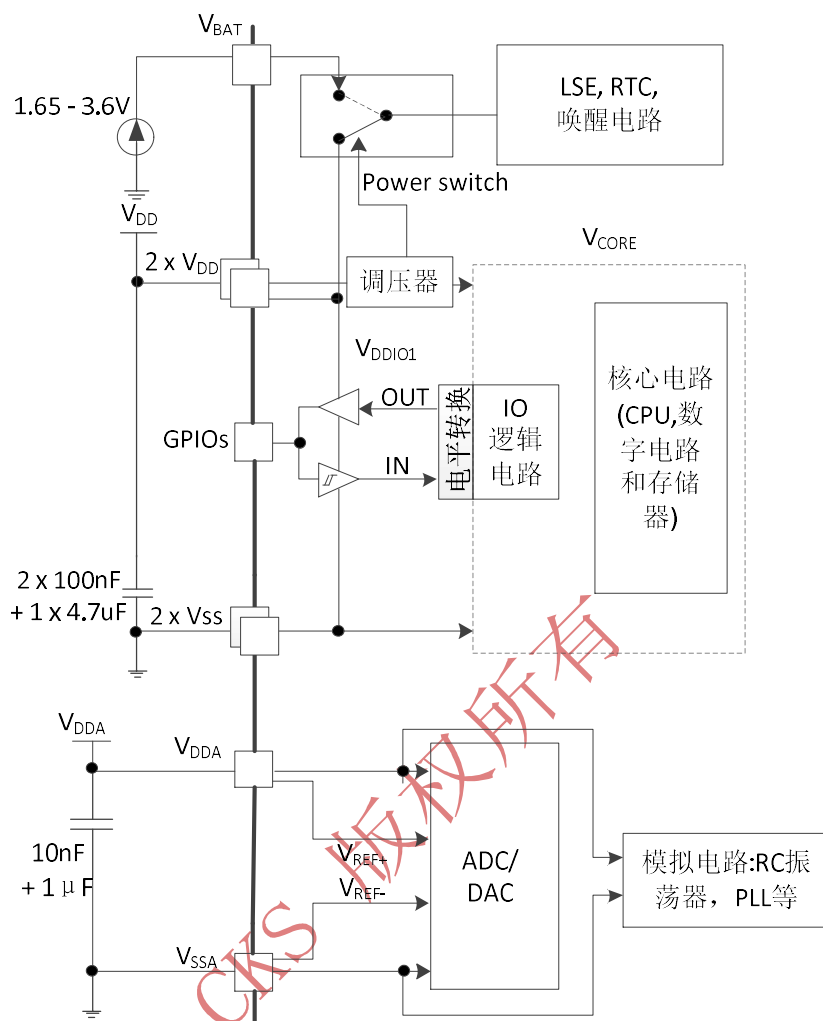 VBAT
1.65 - 3.6V
LSE, RTC,
唤醒电路
Power switch
VDD
VCORE
2 x VDD
调压器
VDDIO1
OUT
GPIOs
IN
电平转换
IO
逻辑
电路
核心电路
(CPU,数
字电路
和存储
器)
2 x 100nF
+ 1 x 4.7uF
2 x Vss
VDDA
VDDA
10nF
+ 1μF
VREF+
VREF-
ADC/
DAC
模拟电路:RC振
荡器，PLL等
VSSA
CKS 版权所有